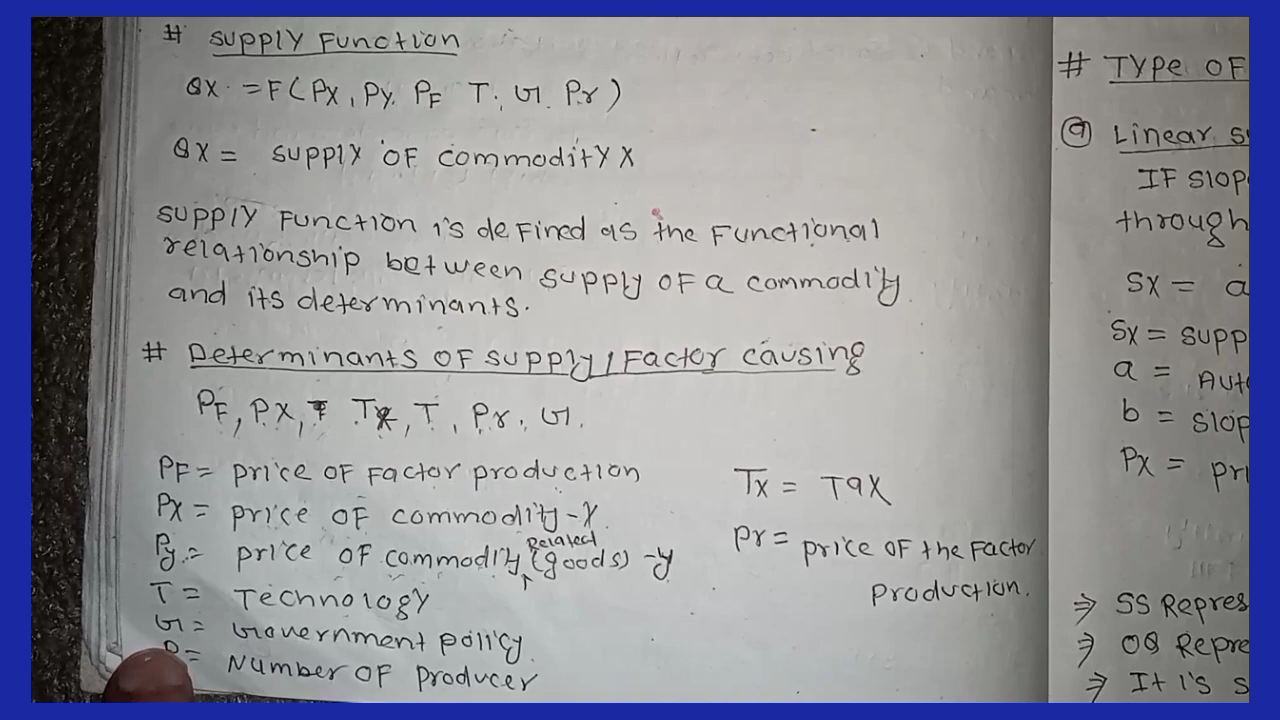 # Supply Function
QX = F(PX, PY, PF T, G, Pr)
QX = supply of commodity X
Supply Function is defined as the Functional
relationship between supply of a commodity
and its determinants.
# Determinants of supply / Factor causing
PF, PX, Tx, T, Pr, G.
PF = price of Factor production
Px = price of commodity-X.
Related
Py = price of commodity (goods) -y
T = Technology
G = Government policy.
P = Number of producer
Tx = Tax
Pr = price of the Factor
production.
# Type of
a Linear
If slop
through
Sx = a
Sx = supp
a = Auto
b = slop
Px = pri
⇒ SS Repres
⇒ OQ Repre
⇒ It is s